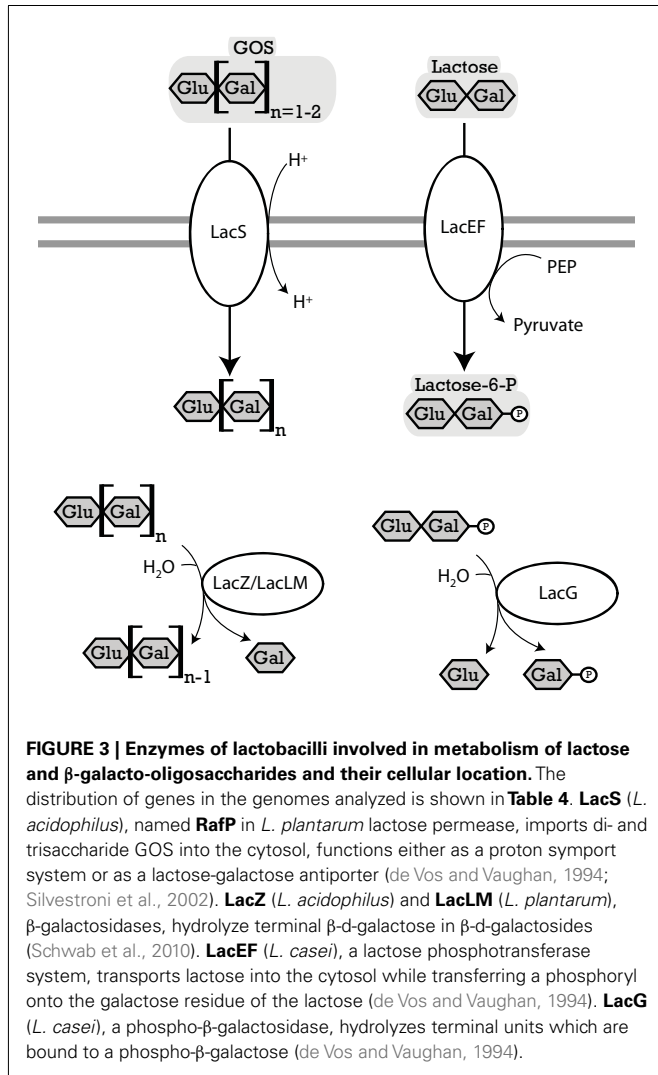 GOS
Glu Gal n=1-2
Lactose
Glu Gal
H+
LacS
H+
LacEF
PEP
Pyruvate
Glu Gal n
Lactose-6-P
Glu Gal P
Glu Gal n
H2O
LacZ/LacLM
Glu Gal n-1
Gal
Glu Gal P
H2O
LacG
Glu
Gal P
FIGURE 3 | Enzymes of lactobacilli involved in metabolism of lactose
and β-galacto-oligosaccharides and their cellular location. The
distribution of genes in the genomes analyzed is shown in Table 4. LacS (L.
acidophilus), named RafP in L. plantarum lactose permease, imports di- and
trisaccharide GOS into the cytosol, functions either as a proton symport
system or as a lactose-galactose antiporter (de Vos and Vaughan, 1994;
Silvestroni et al., 2002). LacZ (L. acidophilus) and LacLM (L. plantarum),
β-galactosidases, hydrolyze terminal β-d-galactose in β-d-galactosides
(Schwab et al., 2010). LacEF (L. casei), a lactose phosphotransferase
system, transports lactose into the cytosol while transferring a phosphoryl
onto the galactose residue of the lactose (de Vos and Vaughan, 1994). LacG
(L. casei), a phospho-β-galactosidase, hydrolyzes terminal units which are
bound to a phospho-β-galactose (de Vos and Vaughan, 1994).